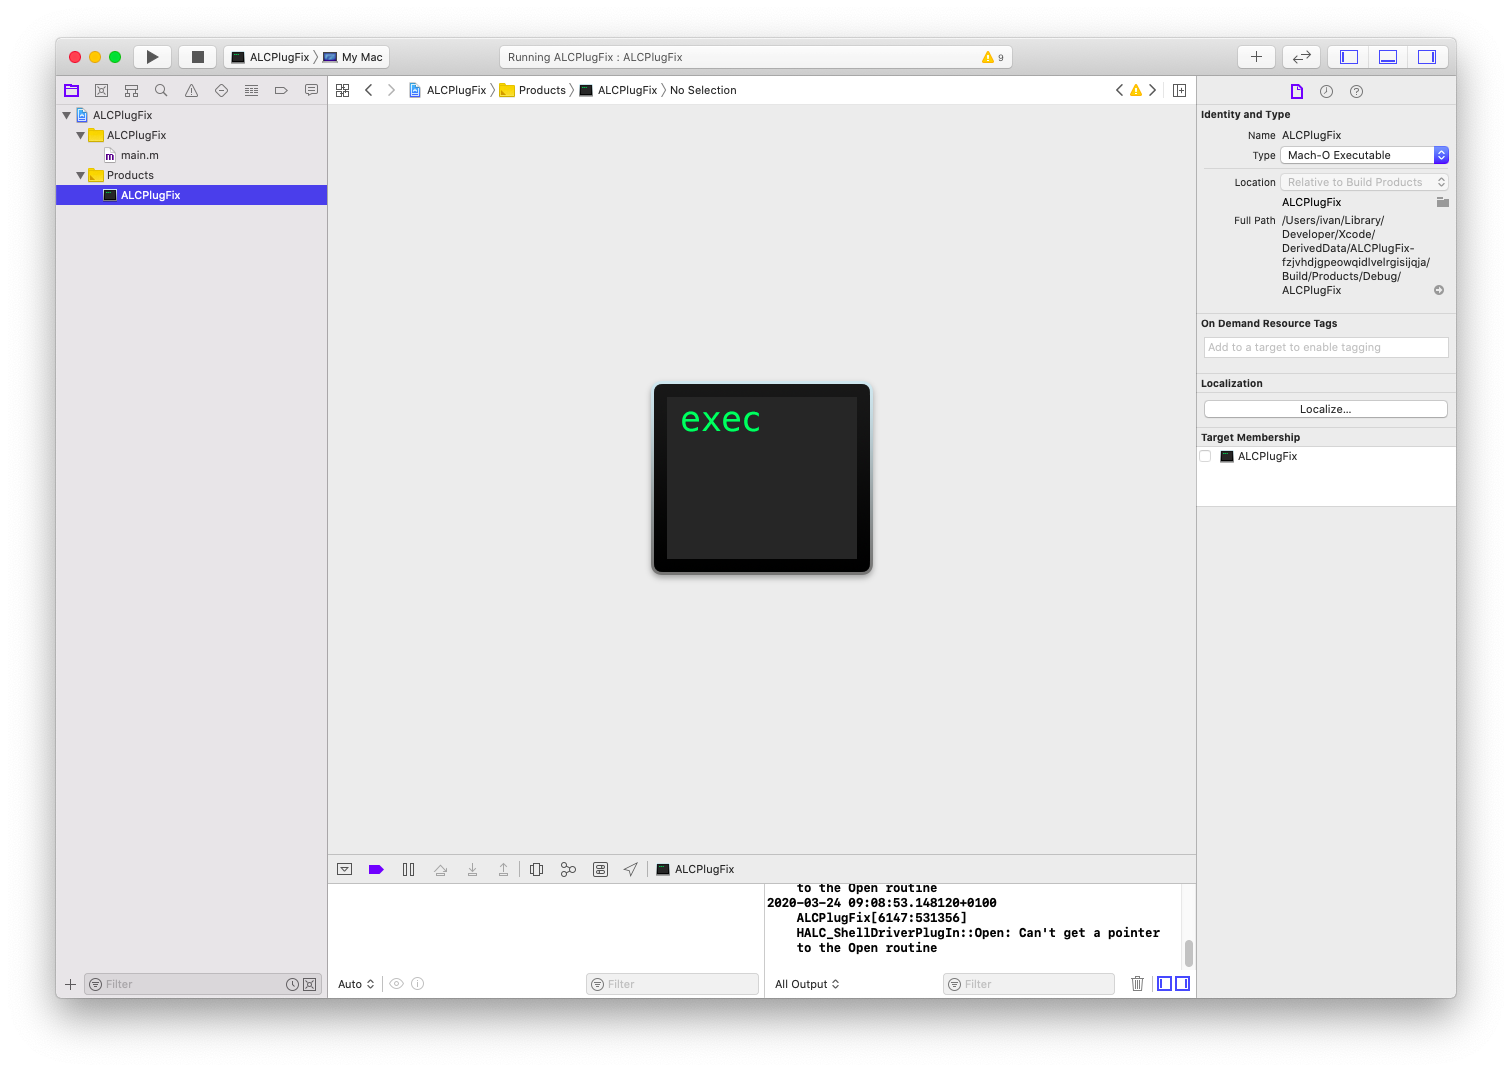 ALCPlugFix 〉 My Mac
Running ALCPlugFix : ALCPlugFix
9
ALCPlugFix 〉 Products 〉 ALCPlugFix 〉 No Selection
ALCPlugFix
ALCPlugFix
main.m
Products
ALCPlugFix
Filter
exec
ALCPlugFix
to the Open routine
2020-03-24 09:08:53.148120+0100
ALCPlugFix[6147:531356]
HALC_ShellDriverPlugIn::Open: Can't get a pointer
to the Open routine
Auto
Filter
All Output
Filter
Identity and Type
Name ALCPlugFix
Type Mach-O Executable
Location Relative to Build Products
ALCPlugFix
Full Path /Users/ivan/Library/
Developer/Xcode/
DerivedData/ALCPlugFix-
fzjvhdjgpeowqidlvelrgisijqja/
Build/Products/Debug/
ALCPlugFix
On Demand Resource Tags
Add to a target to enable tagging
Localization
Localize...
Target Membership
ALCPlugFix